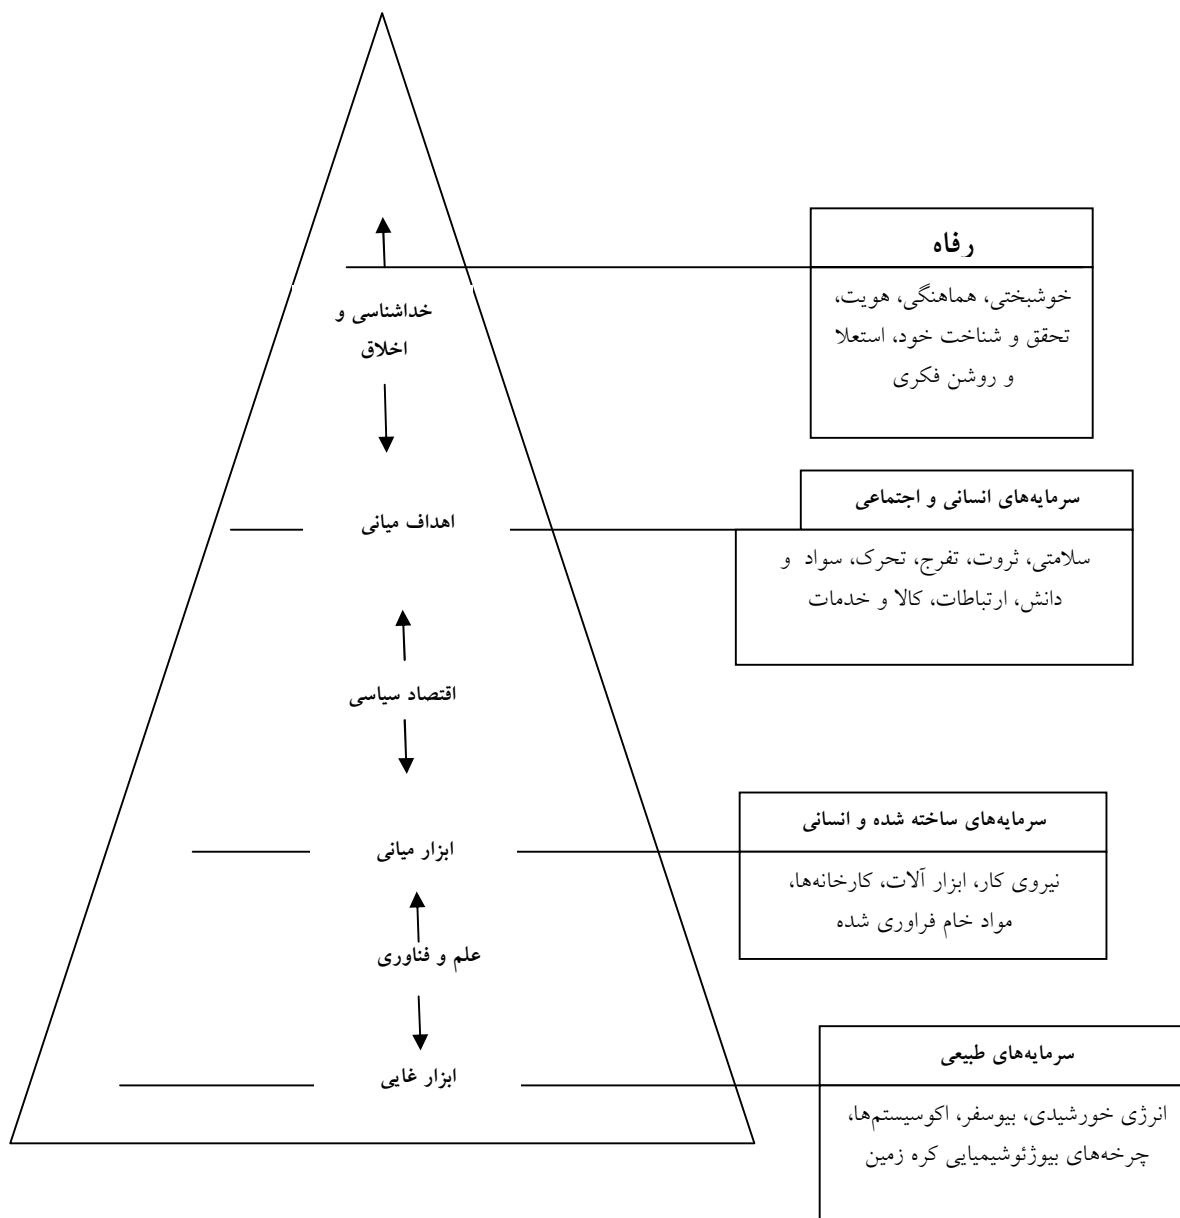 رفاه
خوشبختی، هماهنگی، هویت،
تحقق و شناخت خود، استعلا
و روشن فکری
خداشناسی و
اخلاق
سرمایه‌های انسانی و اجتماعی
اهداف میانی
سلامتی، ثروت، تفرج، تحرک، سواد و
دانش، ارتباطات، کالا و خدمات
اقتصاد سیاسی
سرمایه‌های ساخته شده و انسانی
ابزار میانی
نیروی کار، ابزار آلات، کارخانه‌ها،
مواد خام فراوری شده
علم و فناوری
سرمایه‌های طبیعی
ابزار غایی
انرژی خورشیدی، بیوسفر، اکوسیستم‌ها،
چرخه‌های بیوژئوشیمیایی کره زمین